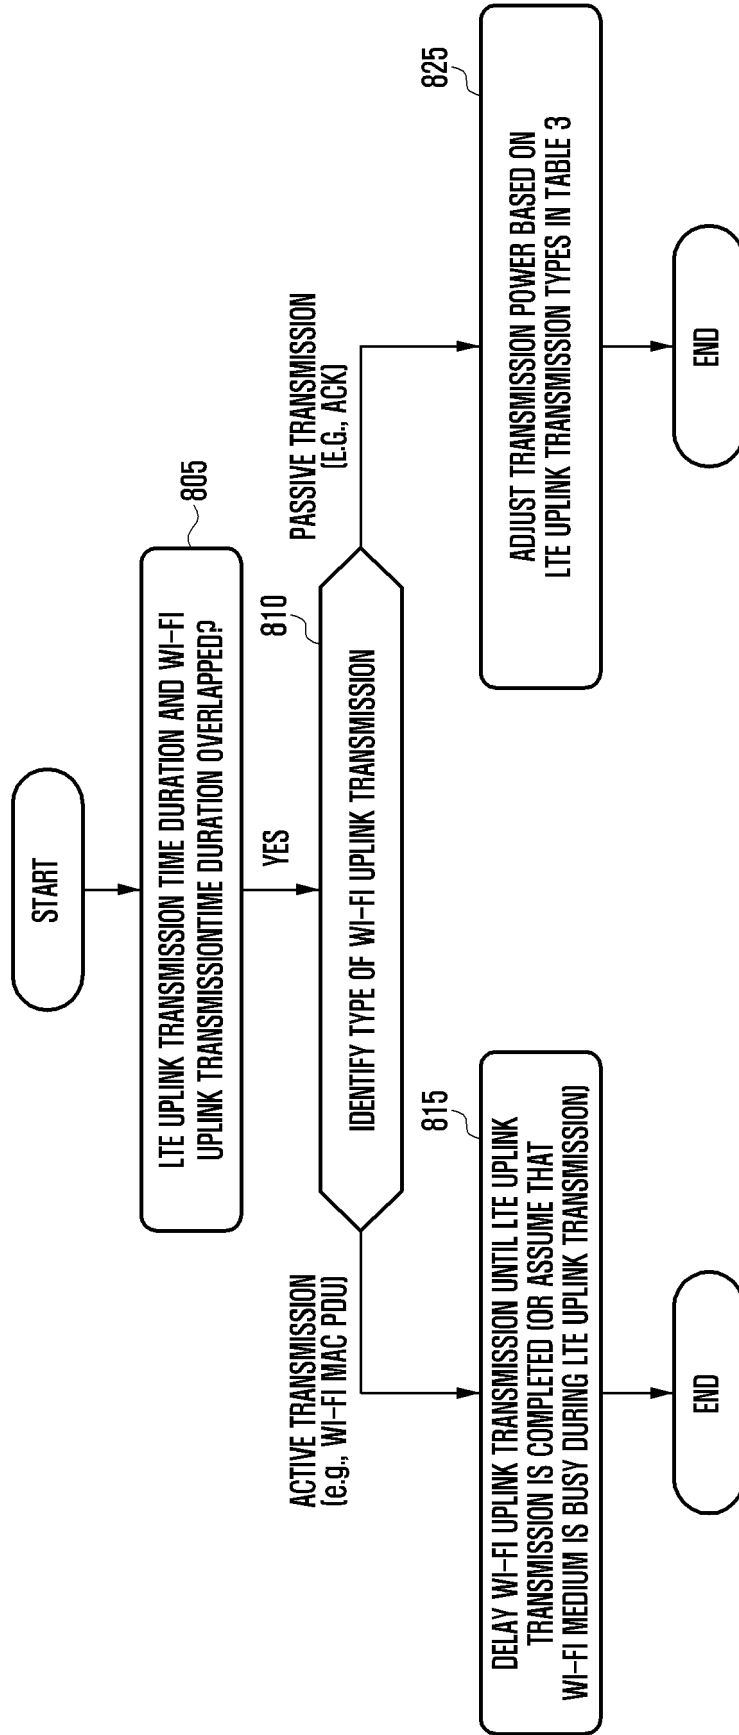 START
LTE UPLINK TRANSMISSION TIME DURATION AND WI-FI
UPLINK TRANSMISSIONTIME DURATION OVERLAPPED?
805
YES
810
IDENTIFY TYPE OF WI-FI UPLINK TRANSMISSION
ACTIVE TRANSMISSION
(e.g., WI-FI MAC PDU)
PASSIVE TRANSMISSION
(E.G., ACK)
815
DELAY WI-FI UPLINK TRANSMISSION UNTIL LTE UPLINK
TRANSMISSION IS COMPLETED (OR ASSUME THAT
WI-FI MEDIUM IS BUSY DURING LTE UPLINK TRANSMISSION)
825
ADJUST TRANSMISSION POWER BASED ON
LTE UPLINK TRANSMISSION TYPES IN TABLE 3
END
END